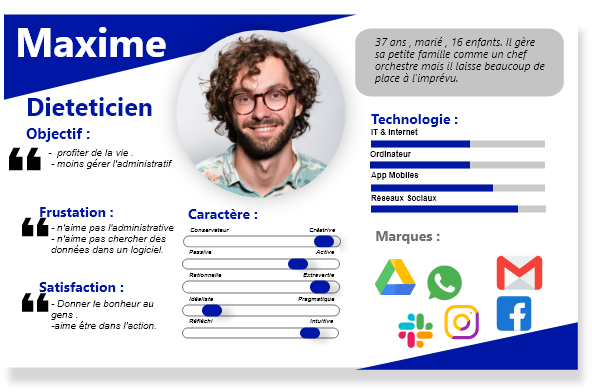 Maxime
37 ans , marié , 16 enfants. Il gère
sa petite famille comme un chef
orchestre mais il laisse beaucoup de
place à l'imprévu.
Dieteticien
Objectif :
- profiter de la vie .
- moins gérer l'administratif
Frustation :
- n'aime pas l'administrative
- n'aime pas chercher des
données dans un logiciel.
Satisfaction :
- Donner le bonheur au
gens .
-aime être dans l'action.
Caractère :
Conservateur Créatrive
Passive Active
Rationnelle Extravertie
Idéaliste Pragmatique
Réfléchi Intuitive
Technologie :
IT & Internet
Ordinateur
App Mobiles
Réseaux Sociaux
Marques :